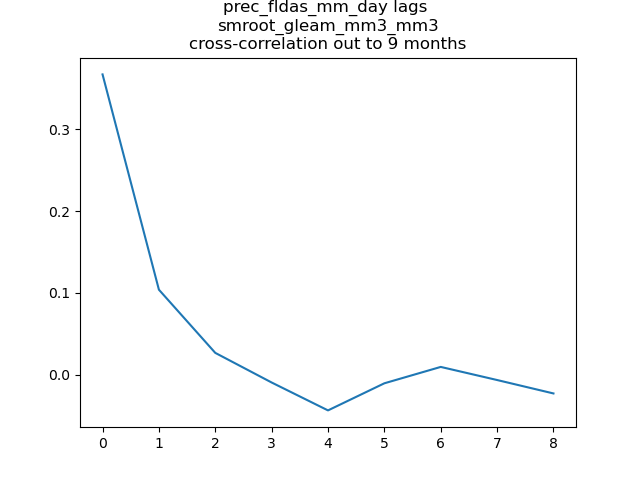 prec_fldas_mm_day lags
smroot_gleam_mm3_mm3
cross-correlation out to 9 months
0.3
0.2
0.1
0.0
0 1 2 3 4 5 6 7 8